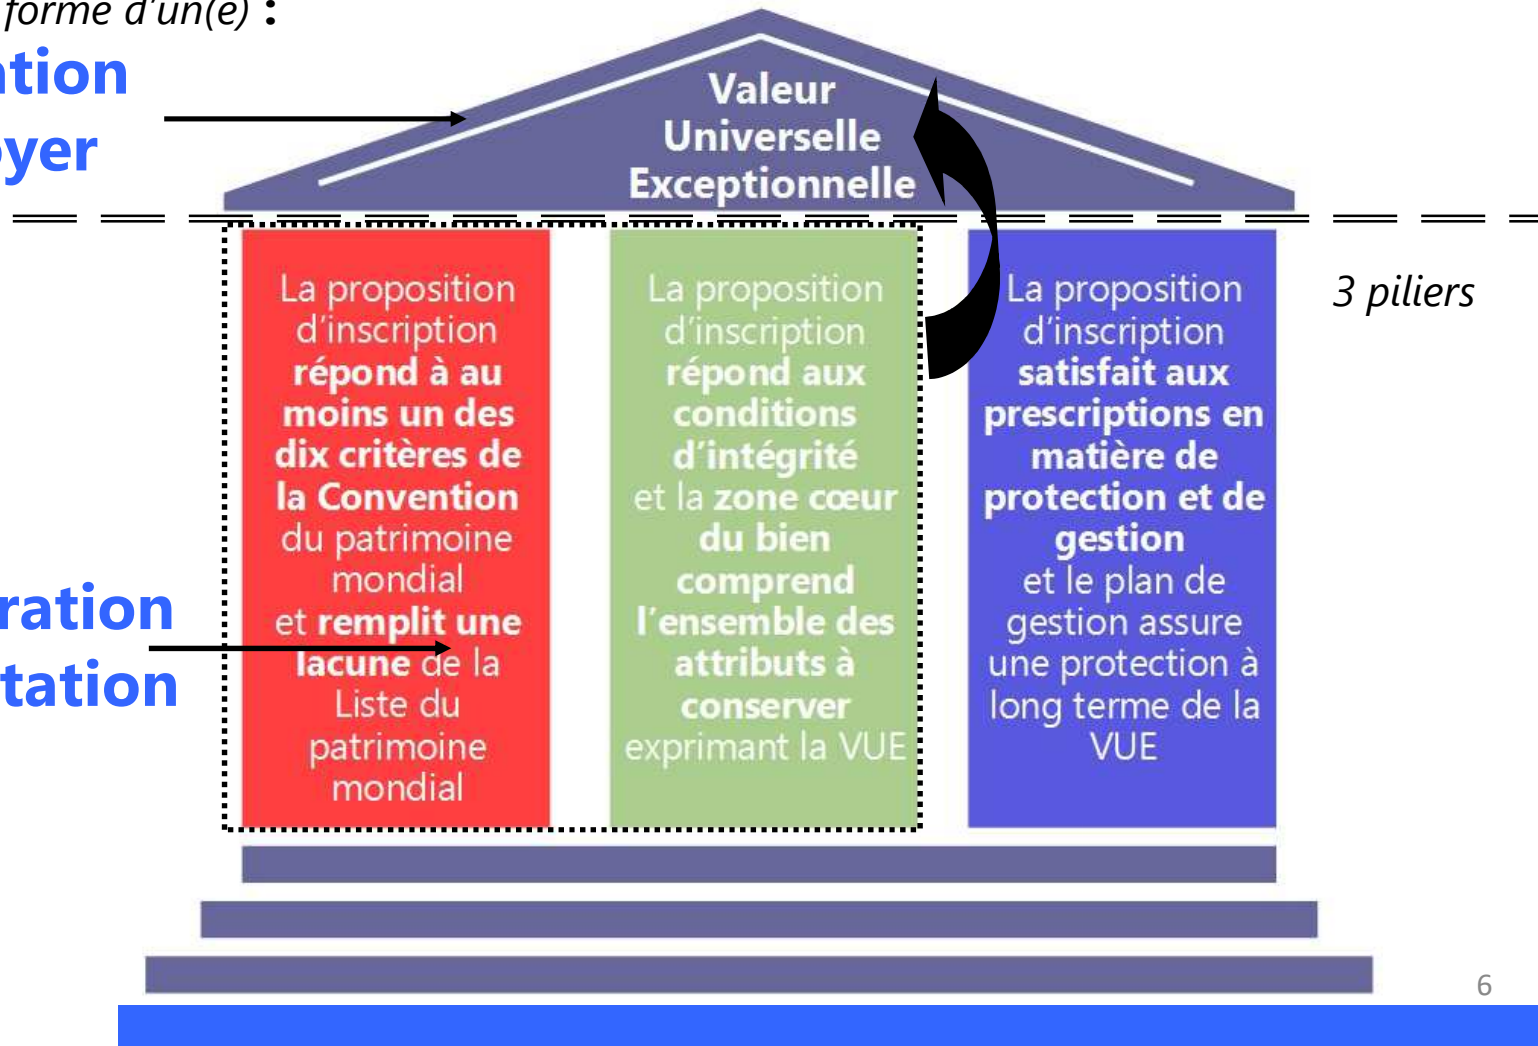 forme d'un(e) :
Valeur
Universelle
Exceptionnelle
La proposition
d'inscription
répond à au
moins un des
dix critères de
la Convention
du patrimoine
mondial
et remplit une
lacune de la
Liste du
patrimoine
mondial
La proposition
d'inscription
répond aux
conditions
d'intégrité
et la zone cœur
du bien
comprend
l'ensemble des
attributs à
conserver
exprimant la VUE
La proposition
d'inscription
satisfait aux
prescriptions en
matière de
protection et de
gestion
et le plan de
gestion assure
une protection à
long terme de la
VUE
3 piliers
6